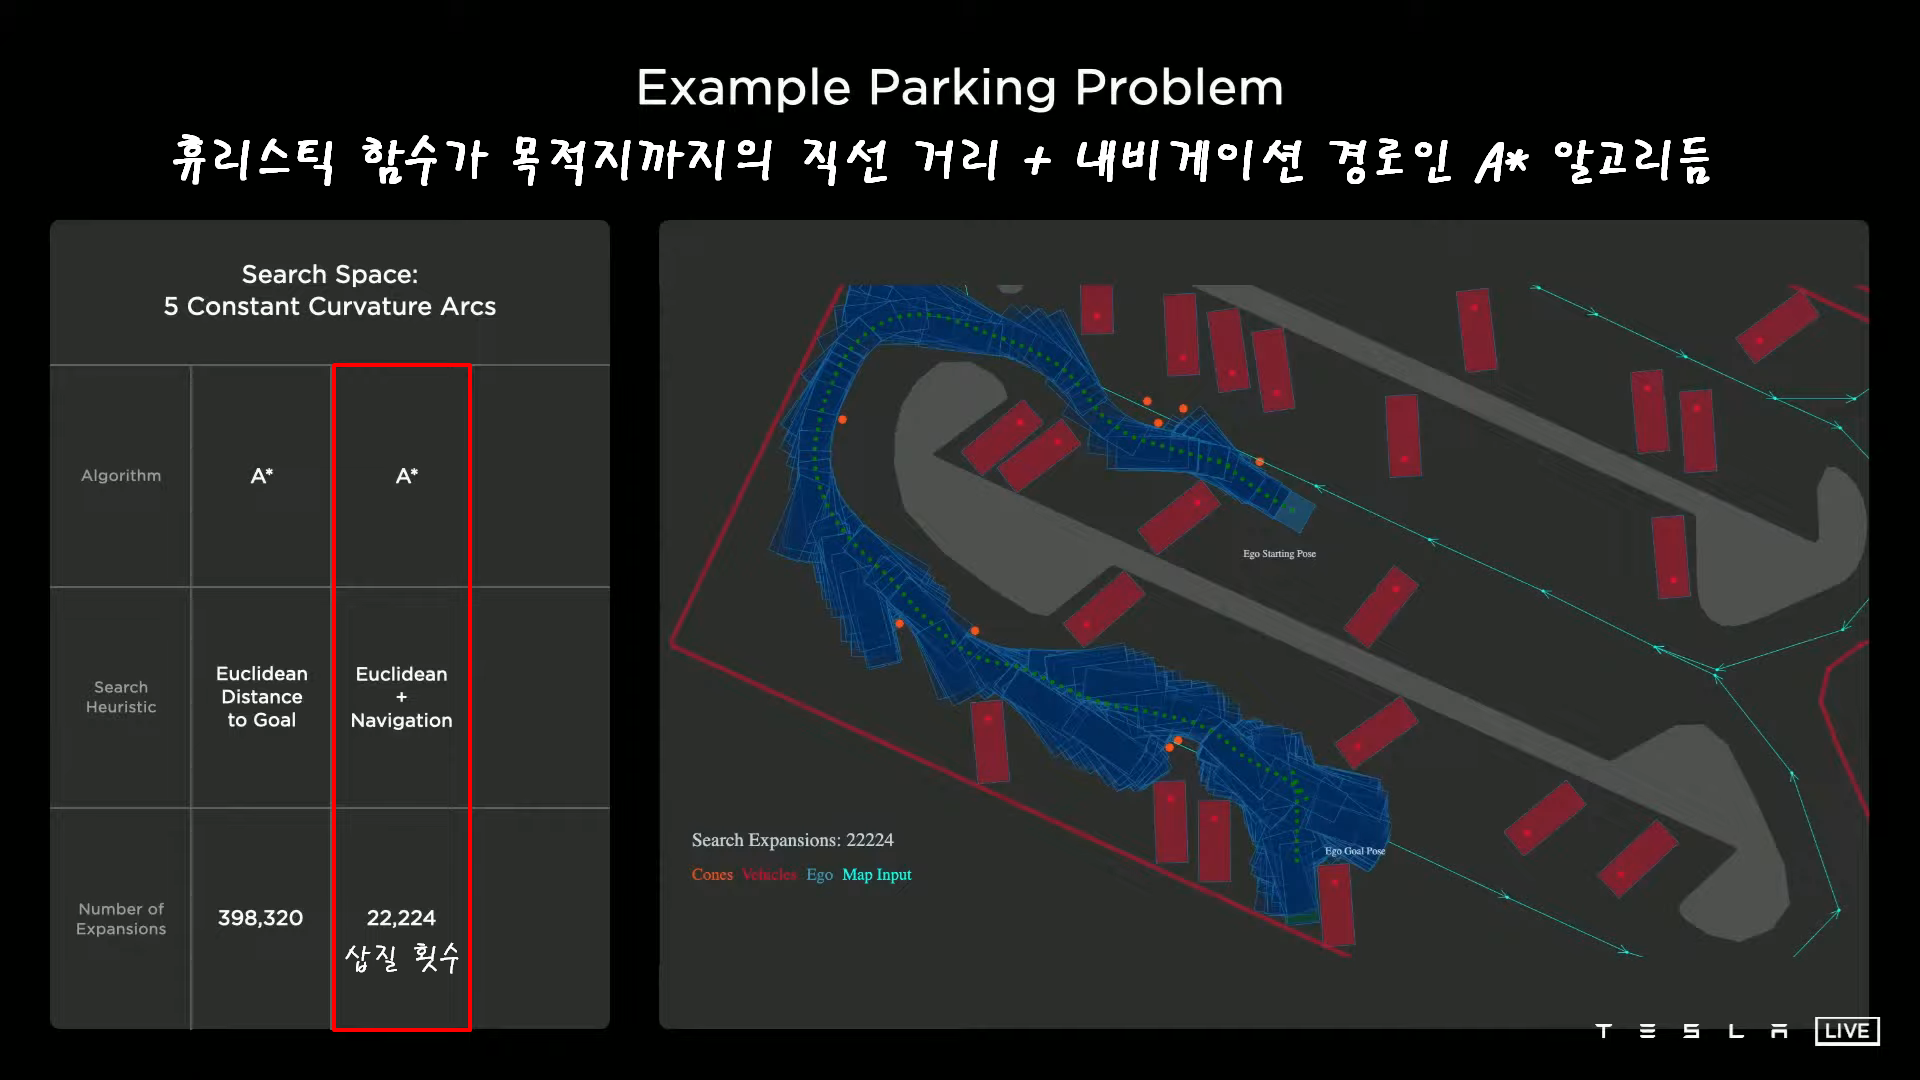 Example Parking Problem
휴리스틱 함수가 목적지까지의 직선 거리 + 내비게이션 경로인 A* 알고리듬
Search Space:
5 Constant Curvature Arcs
Algorithm
A*
A*
Search
Heuristic
Euclidean
Distance
to Goal
Euclidean
+
Navigation
Number of
Expansions
398,320
22,224
삽질 횟수
Ego Starting Pose
Ego Goal Pose
Search Expansions: 22224
Cones Vehicles Ego Map Input
TESLA LIVE